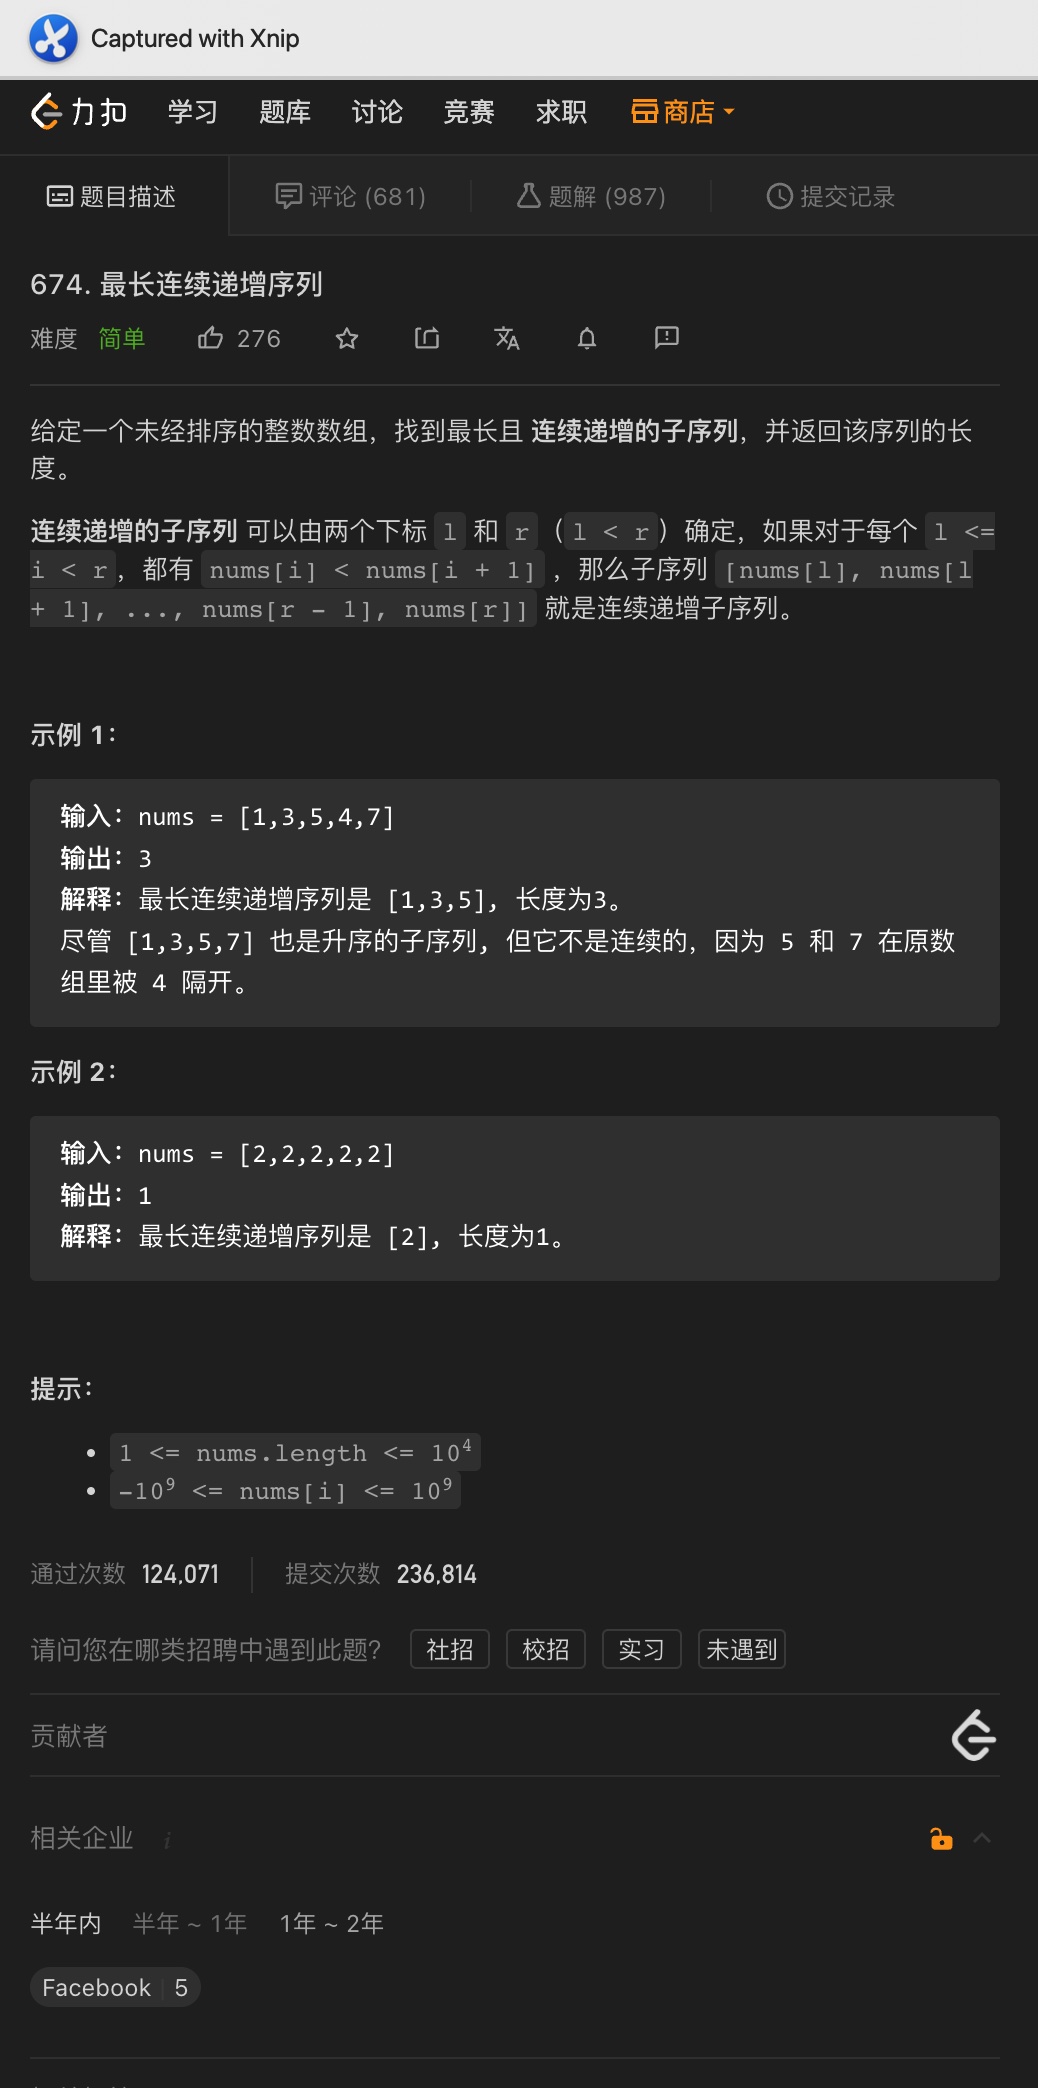 Captured with Xnip
力扣 学习 题库 讨论 竞赛 求职 商店
题目描述 评论 (681) 题解 (987) 提交记录
674. 最长连续递增序列
难度 简单 276
给定一个未经排序的整数数组，找到最长且 连续递增的子序列，并返回该序列的长
度。
连续递增的子序列 可以由两个下标 l 和 r（l < r）确定，如果对于每个 l <=
i < r，都有 nums[i] < nums[i + 1] ，那么子序列 [nums[l], nums[l
+ 1], ..., nums[r - 1], nums[r]] 就是连续递增子序列。
示例 1：
输入：nums = [1,3,5,4,7]
输出：3
解释：最长连续递增序列是 [1,3,5], 长度为3。
尽管 [1,3,5,7] 也是升序的子序列, 但它不是连续的，因为 5 和 7 在原数
组里被 4 隔开。
示例 2：
输入：nums = [2,2,2,2,2]
输出：1
解释：最长连续递增序列是 [2], 长度为1。
提示：
• 1 <= nums.length <= 10⁴
• -10⁹ <= nums[i] <= 10⁹
通过次数 124,071 提交次数 236,814
请问您在哪类招聘中遇到此题? 社招 校招 实习 未遇到
贡献者
相关企业 i
半年内 半年 ~ 1年 1年 ~ 2年
Facebook 5